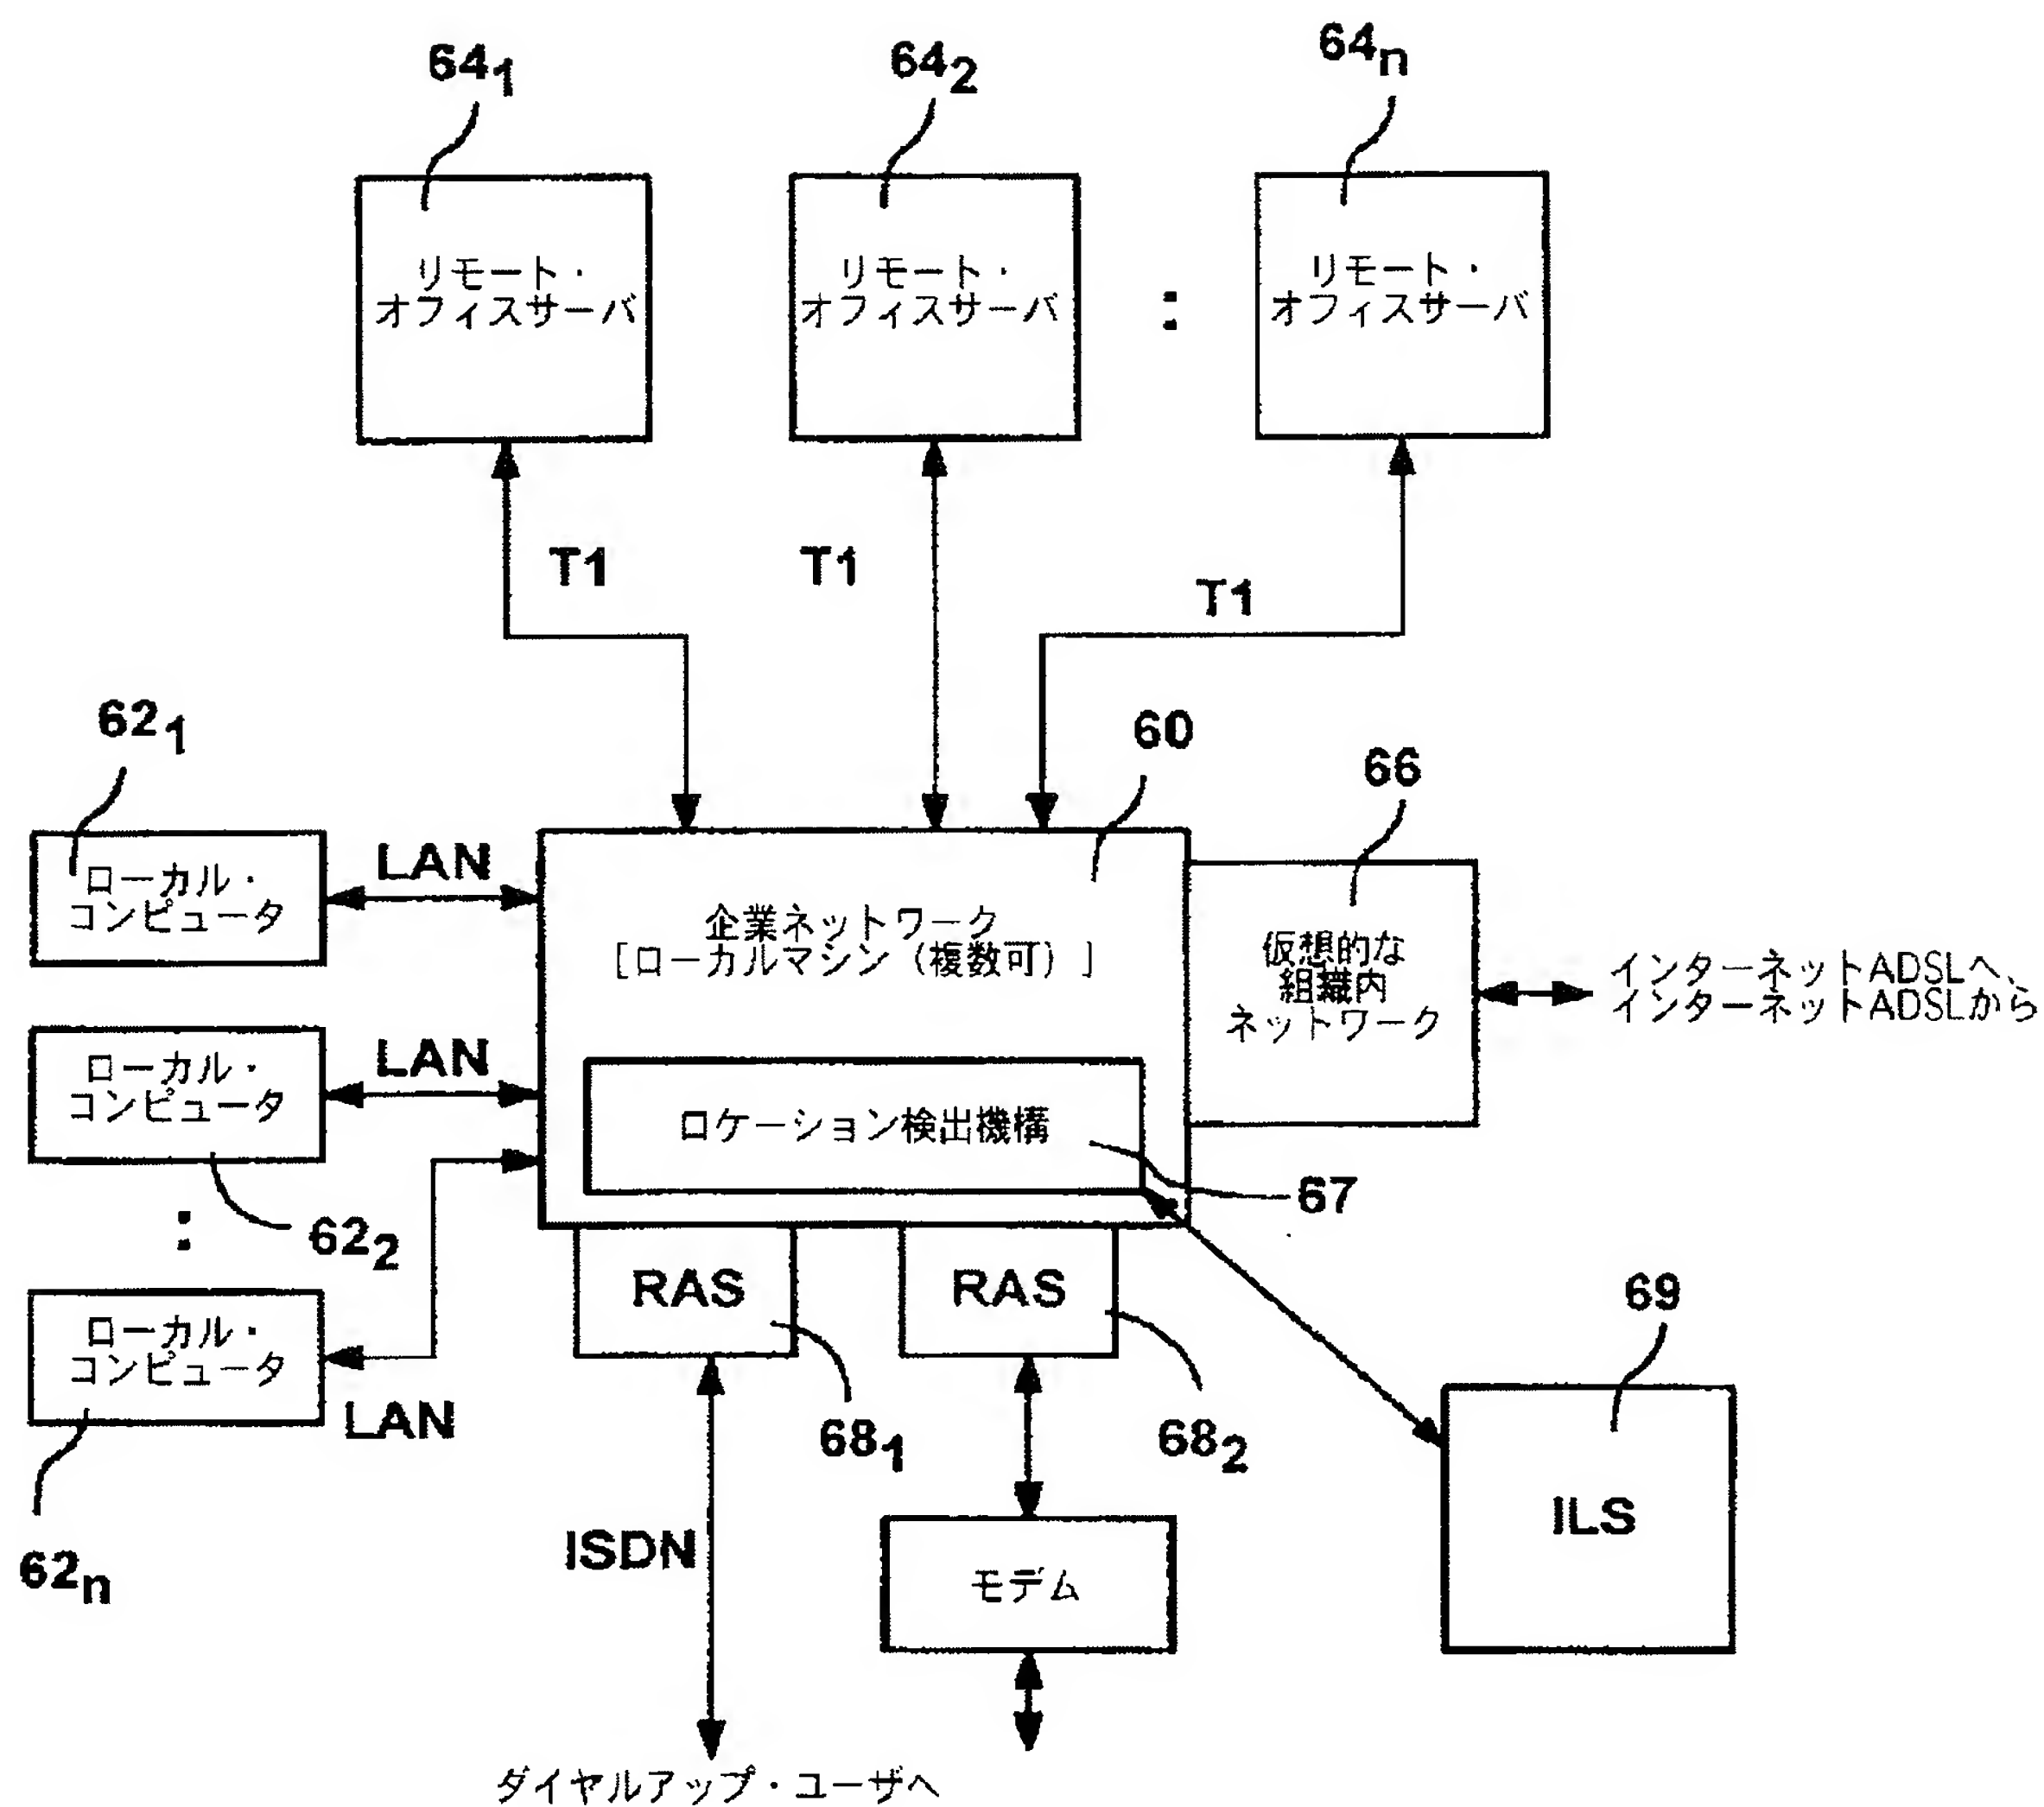 64₁
64₂
64n
リモート・
オフィスサーバ
リモート・
オフィスサーバ
:
リモート・
オフィスサーバ
T1
T1
T1
62₁
60
66
ローカル・
コンピュータ
LAN
企業ネットワーク
[ローカルマシン（複数可）]
仮想的な
組織内
ネットワーク
インターネットADSLへ、
インターネットADSLから
ローカル・
コンピュータ
LAN
ロケーション検出機構
67
62₂
:
RAS
RAS
69
ローカル・
コンピュータ
LAN
68₁
68₂
62n
ISDN
モデム
ILS
ダイヤルアップ・ユーザへ